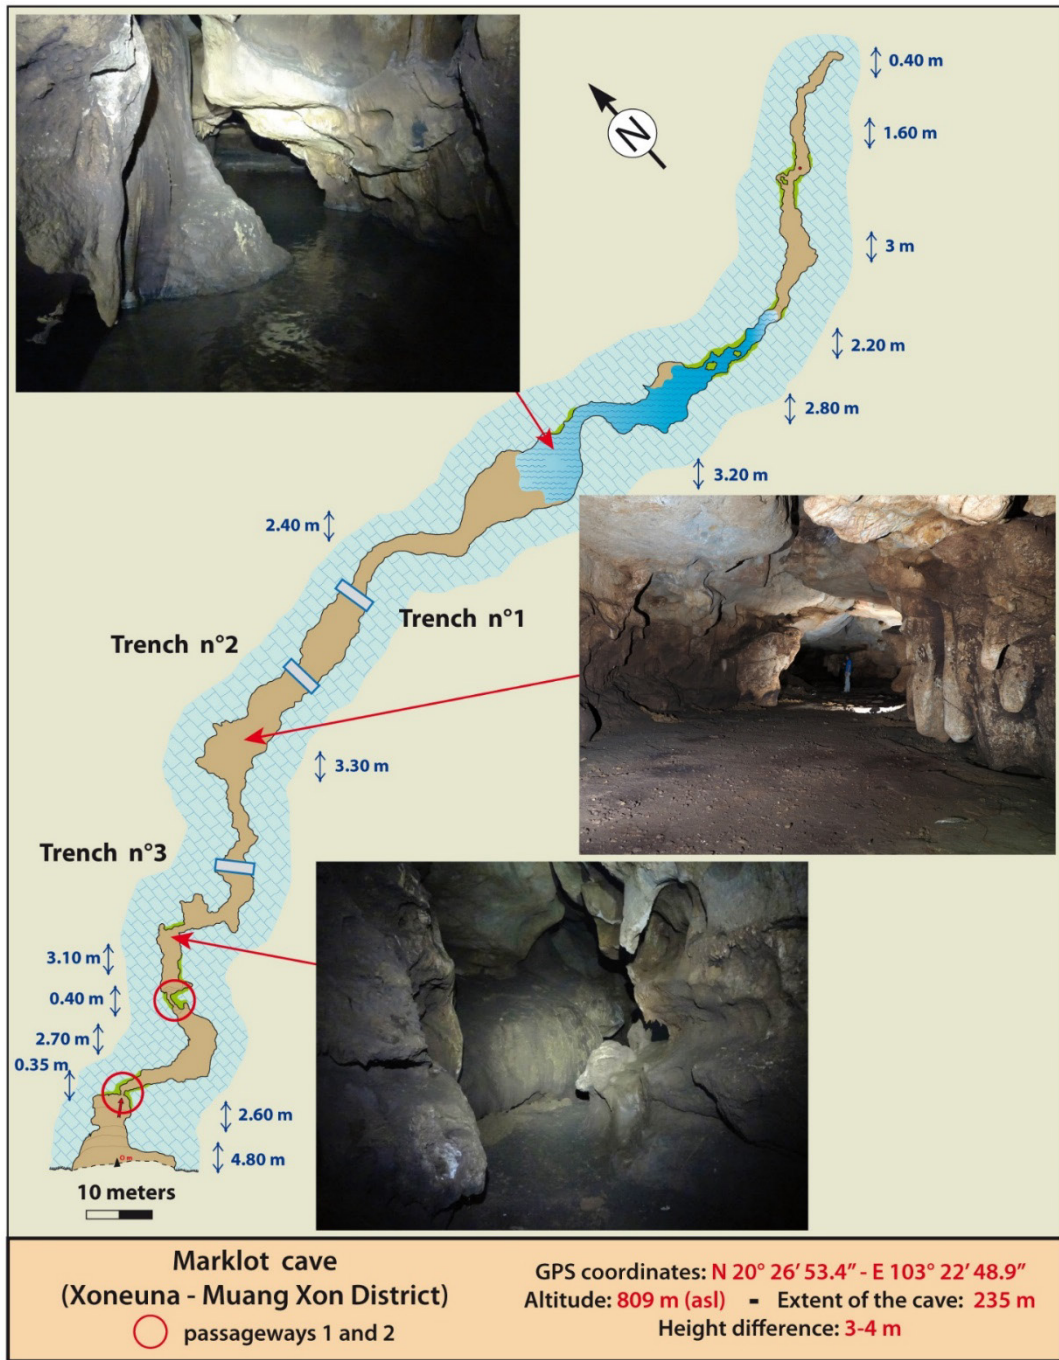 0.40 m
N
1.60 m
3 m
2.20 m
2.80 m
3.20 m
2.40 m
Trench n°1
Trench n°2
3.30 m
Trench n°3
3.10 m
0.40 m
2.70 m
0.35 m
2.60 m
4.80 m
0 m
10 meters
Marklot cave
(Xoneuna - Muang Xon District)
passageways 1 and 2
GPS coordinates: N 20° 26′ 53.4″ - E 103° 22′ 48.9″
Altitude: 809 m (asl) - Extent of the cave: 235 m
Height difference: 3-4 m